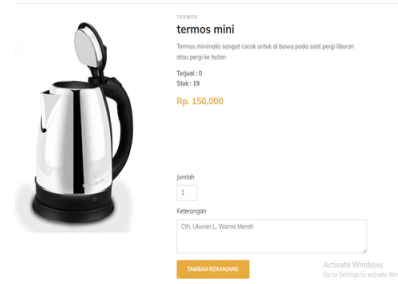 TERMOS
termos mini
Termos minimalis sangat cocok untuk di bawa pada saat pergi liburan
atau pergi ke hutan
Terjual : 0
Stok : 19
Rp. 150,000
Jumlah
1
Keterangan
Cth. Ukuran L, Warna Merah
TAMBAH KERANJANG
Activate Windows
Go to Settings to activate Win